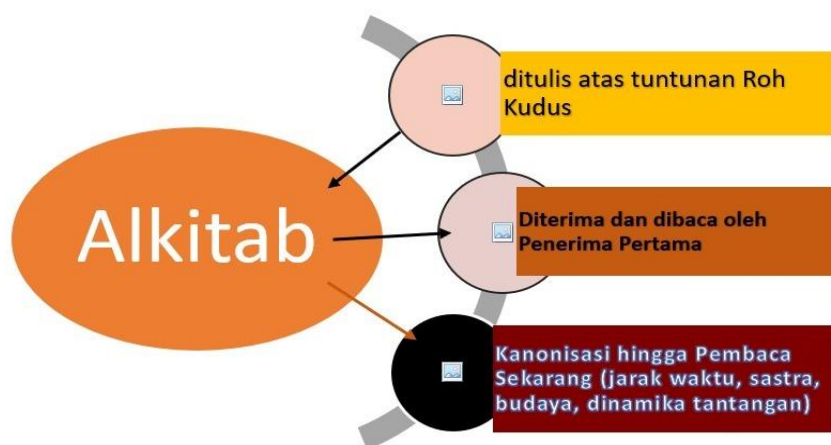 Alkitab
ditulis atas tuntunan Roh
Kudus
Diterima dan dibaca oleh
Penerima Pertama
Kanonisasi hingga Pembaca
Sekarang (jarak waktu, sastra,
budaya, dinamika tantangan)